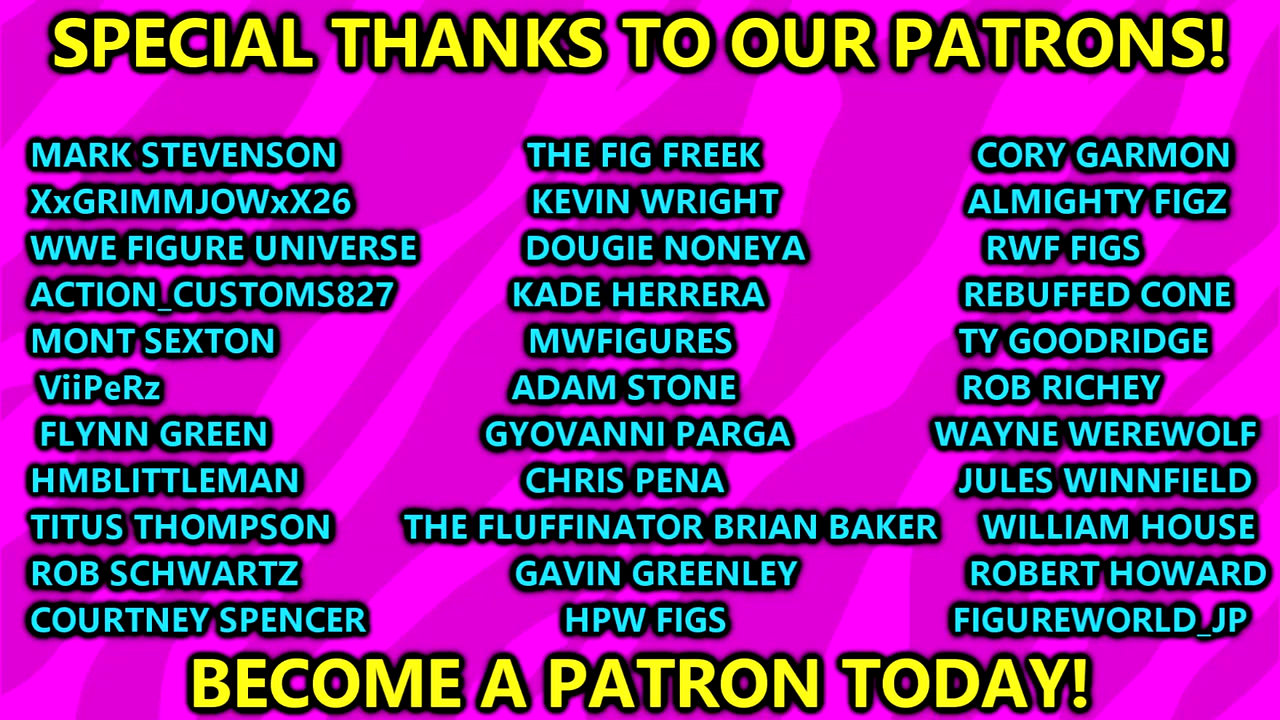 SPECIAL THANKS TO OUR PATRONS!
MARK STEVENSON THE FIG FREEK CORY GARMON
XxGRIMMJOWxX26 KEVIN WRIGHT ALMIGHTY FIGZ
WWE FIGURE UNIVERSE DOUGIE NONEYA RWF FIGS
ACTION_CUSTOMS827 KADE HERRERA REBUFFED CONE
MONT SEXTON MWFIGURES TY GOODRIDGE
ViiPeRz ADAM STONE ROB RICHEY
FLYNN GREEN GYOVANNI PARGA WAYNE WEREWOLF
HMBLITTLEMAN CHRIS PENA JULES WINNFIELD
TITUS THOMPSON THE FLUFFINATOR BRIAN BAKER WILLIAM HOUSE
ROB SCHWARTZ GAVIN GREENLEY ROBERT HOWARD
COURTNEY SPENCER HPW FIGS FIGUREWORLD_JP
BECOME A PATRON TODAY!